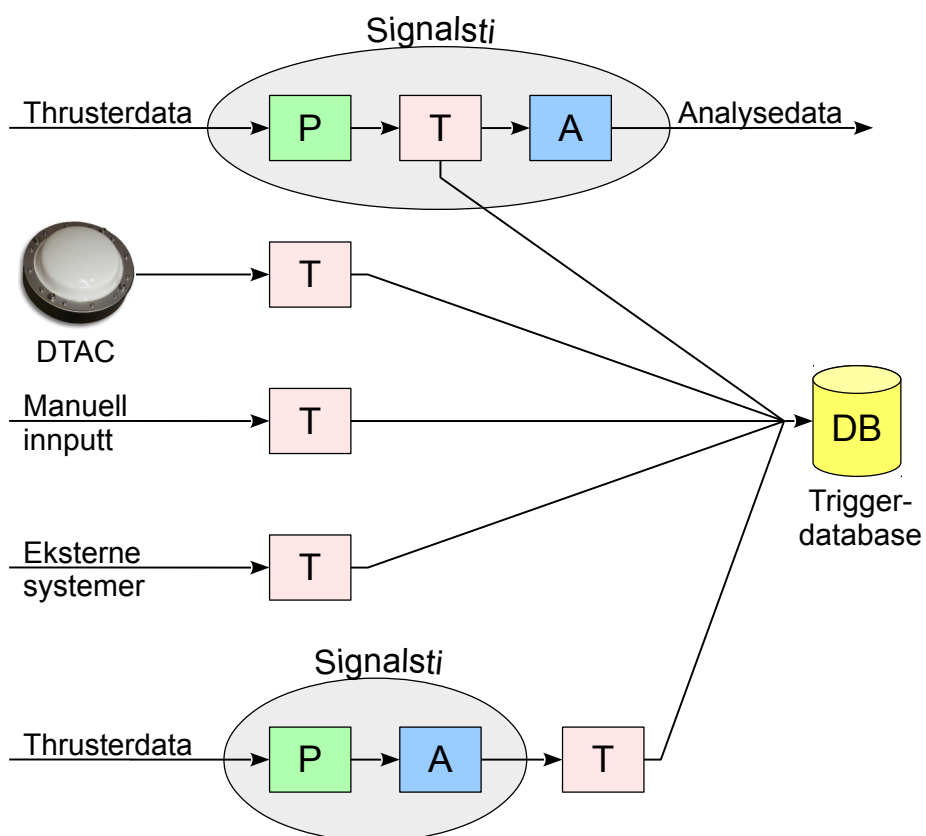 Signalsti
Thrusterdata
P
T
A
Analysedata
T
DTAC
Manuell
innputt
T
DB
Trigger-
database
Eksterne
systemer
T
Signalsti
Thrusterdata
P
A
T